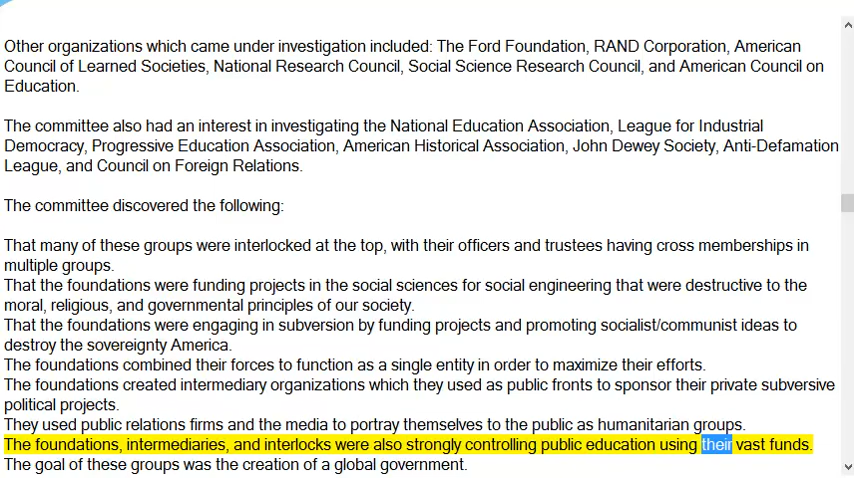 Other organizations which came under investigation included: The Ford Foundation, RAND Corporation, American
Council of Learned Societies, National Research Council, Social Science Research Council, and American Council on
Education.
The committee also had an interest in investigating the National Education Association, League for Industrial
Democracy, Progressive Education Association, American Historical Association, John Dewey Society, Anti-Defamation
League, and Council on Foreign Relations.
The committee discovered the following:
That many of these groups were interlocked at the top, with their officers and trustees having cross memberships in
multiple groups.
That the foundations were funding projects in the social sciences for social engineering that were destructive to the
moral, religious, and governmental principles of our society.
That the foundations were engaging in subversion by funding projects and promoting socialist/communist ideas to
destroy the sovereignty America.
The foundations combined their forces to function as a single entity in order to maximize their efforts.
The foundations created intermediary organizations which they used as public fronts to sponsor their private subversive
political projects.
They used public relations firms and the media to portray themselves to the public as humanitarian groups.
The foundations, intermediaries, and interlocks were also strongly controlling public education using their vast funds.
The goal of these groups was the creation of a global government.